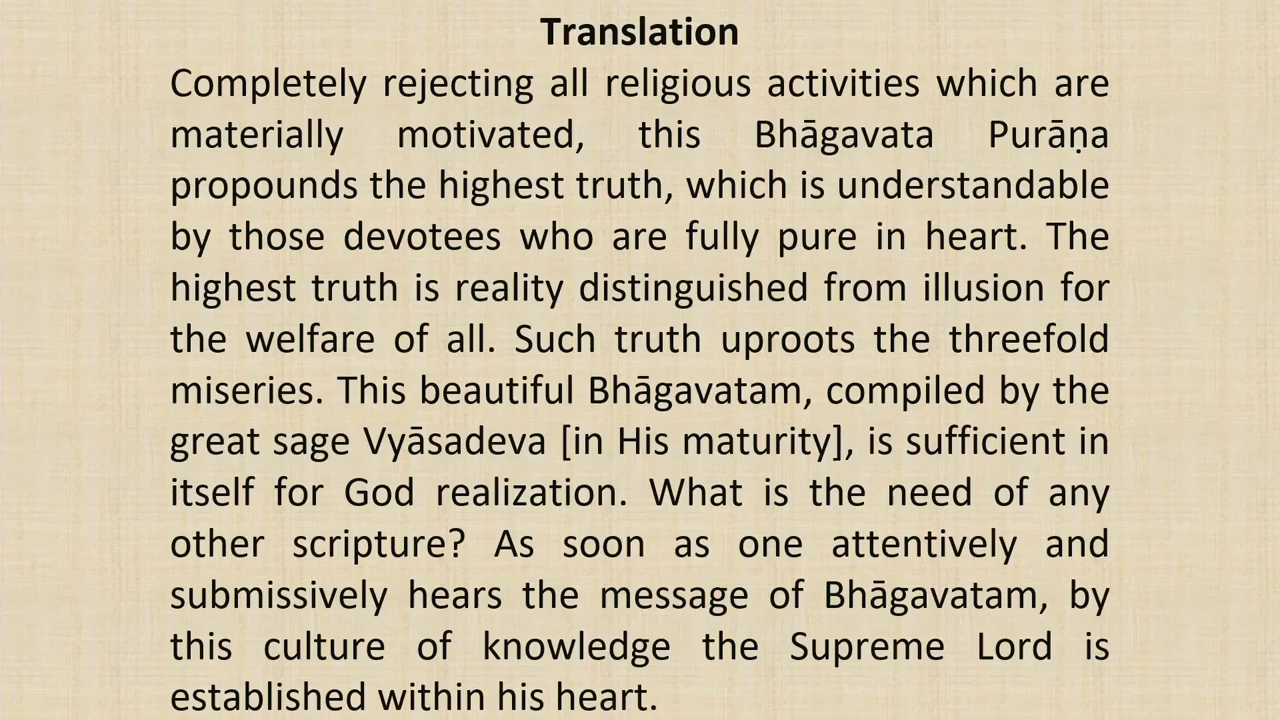 Translation
Completely rejecting all religious activities which are
materially motivated, this Bhāgavata Purāṇa
propounds the highest truth, which is understandable
by those devotees who are fully pure in heart. The
highest truth is reality distinguished from illusion for
the welfare of all. Such truth uproots the threefold
miseries. This beautiful Bhāgavatam, compiled by the
great sage Vyāsadeva [in His maturity], is sufficient in
itself for God realization. What is the need of any
other scripture? As soon as one attentively and
submissively hears the message of Bhāgavatam, by
this culture of knowledge the Supreme Lord is
established within his heart.